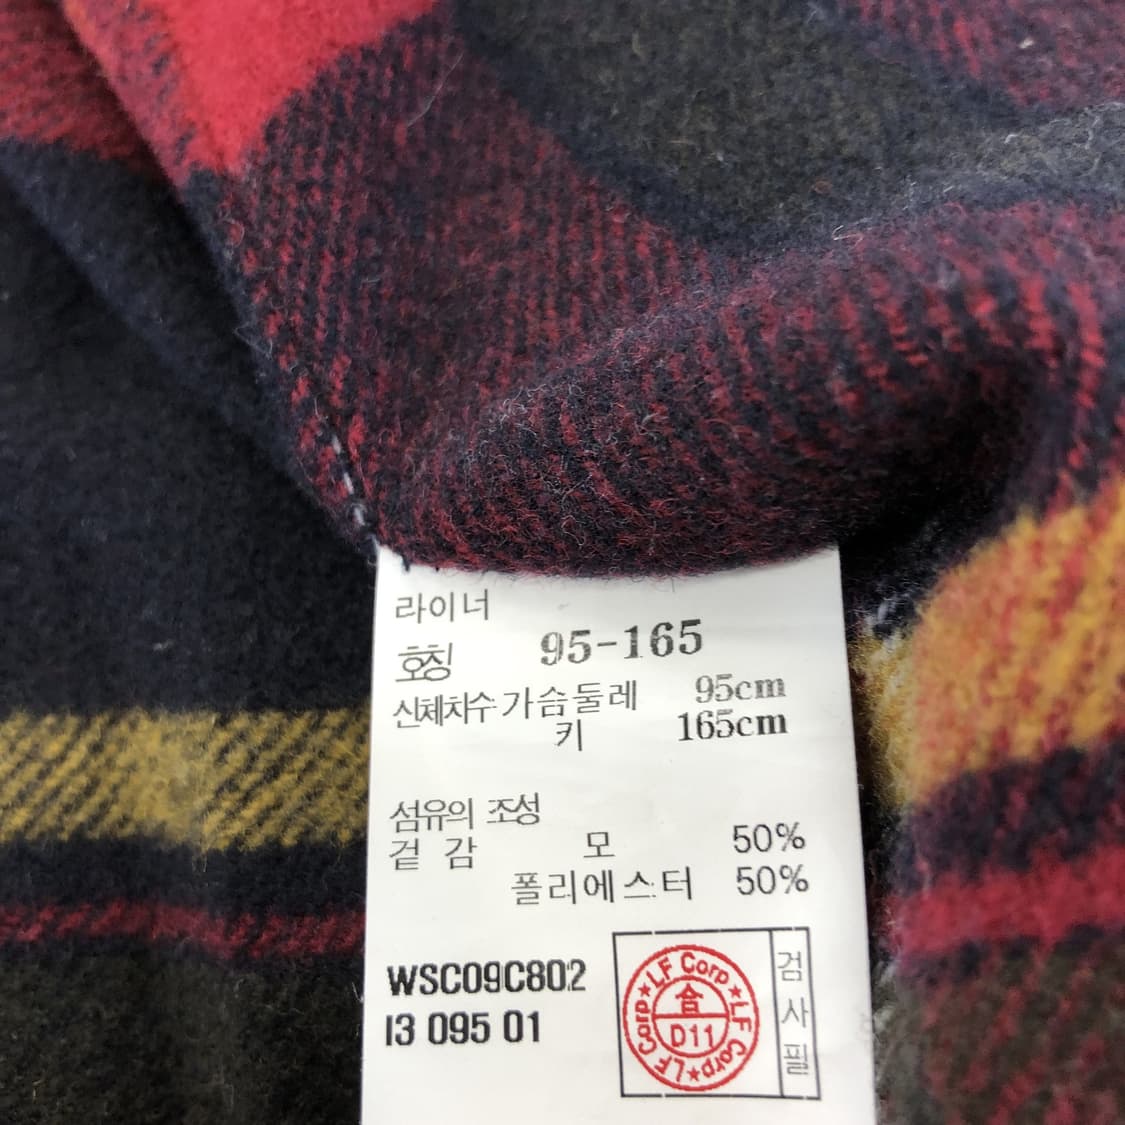 라이너
호칭 95-165
신체치수 가슴둘레 95cm
키 165cm
섬유의 조성
겉 감 모 50%
폴리에스터 50%
WSC09C802
I3 095 01
LF Corp★LF Corp★LF Corp★
合
D11
검사필